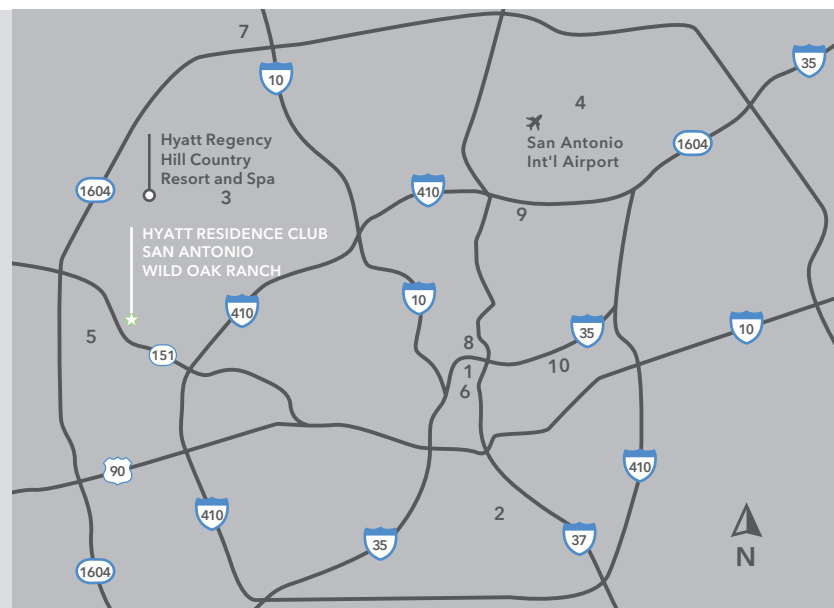 7
10
35
4
Hyatt Regency
Hill Country
Resort and Spa
San Antonio
Int'l Airport
1604
1604
410
3
9
HYATT RESIDENCE CLUB
SAN ANTONIO
WILD OAK RANCH
10
410
35
10
5
151
8
1
10
6
90
410
410
2
35
37
N
1604